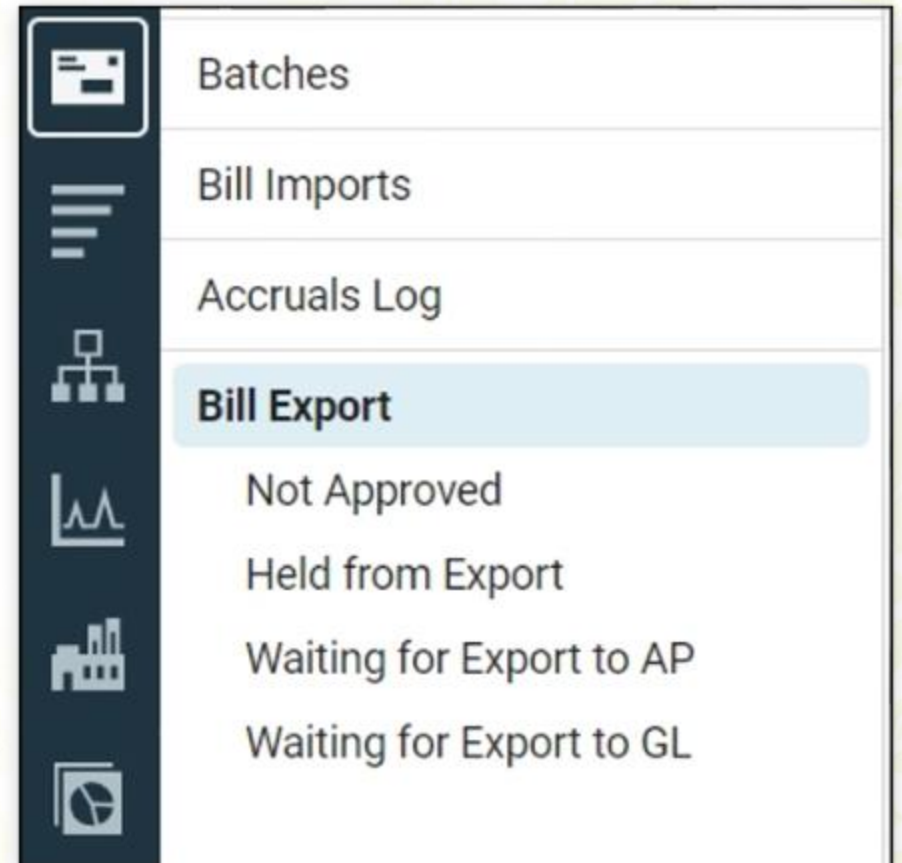 Batches
Bill Imports
Accruals Log
Bill Export
Not Approved
Held from Export
Waiting for Export to AP
Waiting for Export to GL